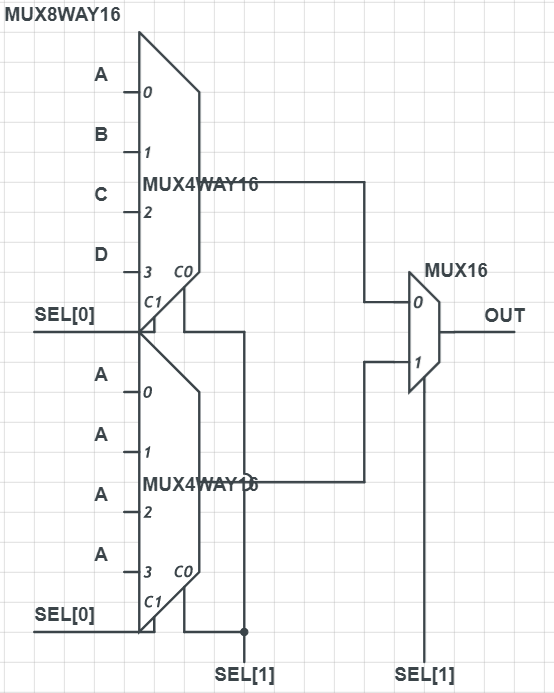 MUX8WAY16
A
0
B
1
MUX4WAY16
C
2
D
3
C0
C1
SEL[0]
MUX16
0
OUT
1
A
0
A
1
MUX4WAY16
A
2
A
3
C0
C1
SEL[0]
SEL[1]
SEL[1]